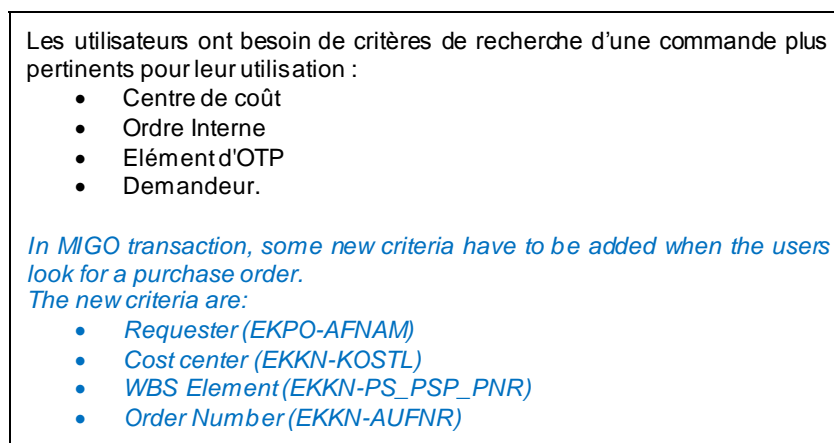 Les utilisateurs ont besoin de critères de recherche d'une commande plus
pertinents pour leur utilisation :
• Centre de coût
• Ordre Interne
• Elément d'OTP
• Demandeur.
In MIGO transaction, some new criteria have to be added when the users
look for a purchase order.
The new criteria are:
• Requester (EKPO-AFNAM)
• Cost center (EKKN-KOSTL)
• WBS Element (EKKN-PS_PSP_PNR)
• Order Number (EKKN-AUFNR)